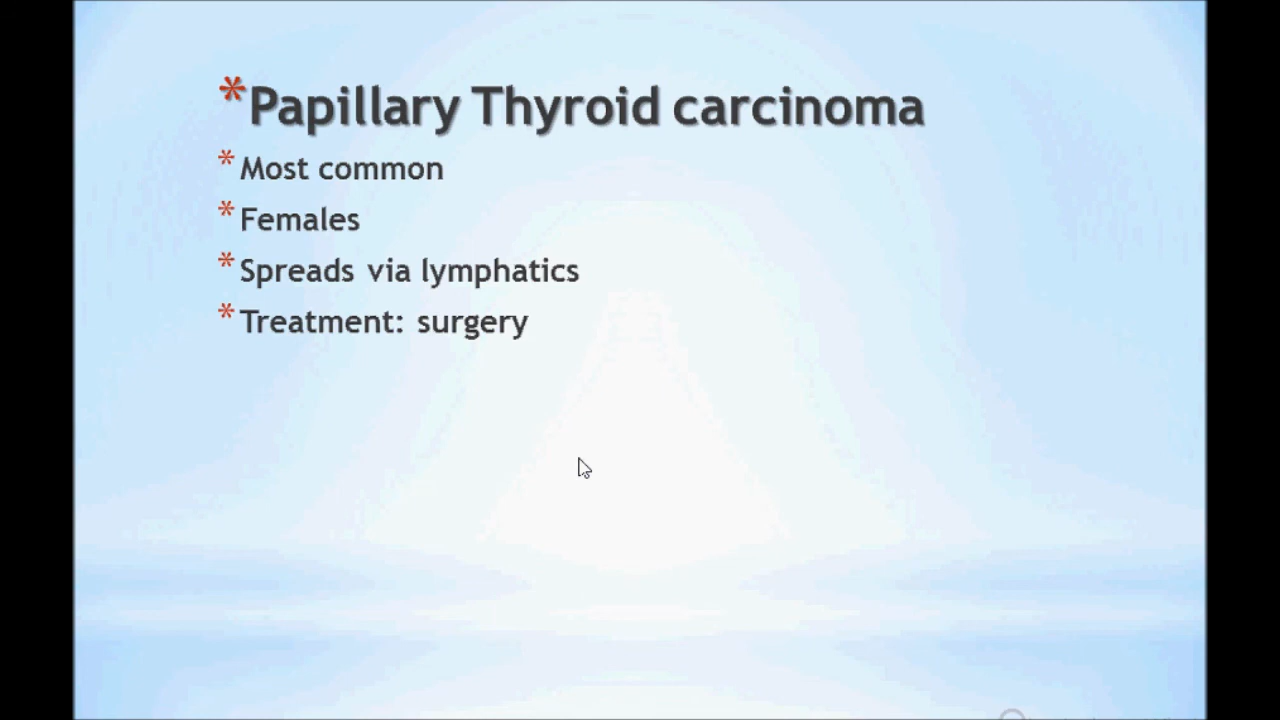 * Papillary Thyroid carcinoma
* Most common
* Females
* Spreads via lymphatics
* Treatment: surgery